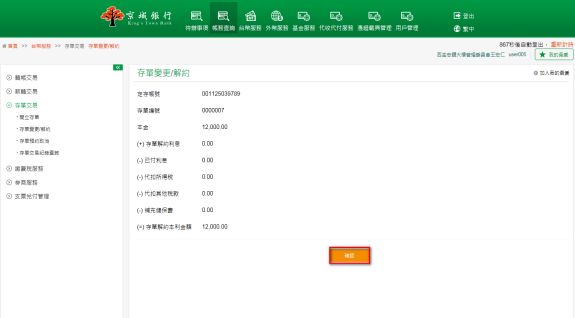 京城銀行
King's Town Bank
待辦事項 帳務查詢 台幣服務 外幣服務 基金服務 代收代付服務 憑證載具管理 用戶管理
登出
繁中
首頁 >> 台幣服務 >> 存單交易 存單變更/解約
867秒後自動登出，重新計時
user005
我的最愛
存單變更/解約
加入我的最愛
轉帳交易
薪轉交易
存單交易
・開立存單
・存單變更/解約
・存單預約取消
・存單交易紀錄查詢
繳費稅服務
券商服務
支票兌付管理
定存帳號 001125039789
存單編號 0000007
本金 12,000.00
(+) 存單解約利息 0.00
(-) 已付利息 0.00
(-) 代扣所得稅 0.00
(-) 代扣其他稅款 0.00
(-) 補充健保費 0.00
(=) 存單解約本利金額 12,000.00
確認